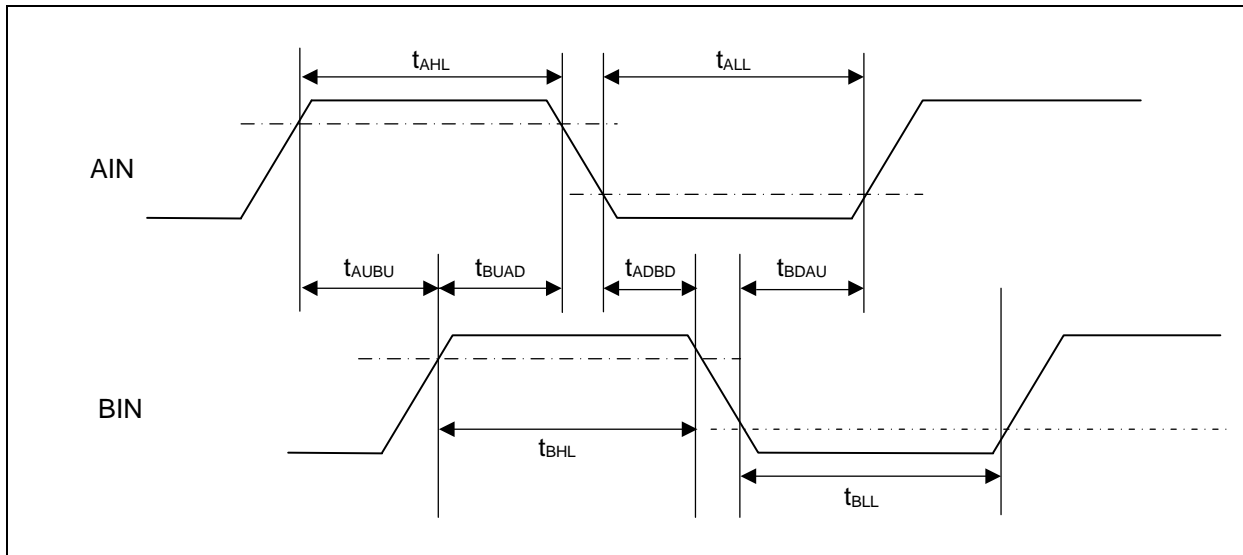 tAHL tALL
AIN
tAUBU tBUAD tADBD tBDAU
BIN
tBHL
tBLL